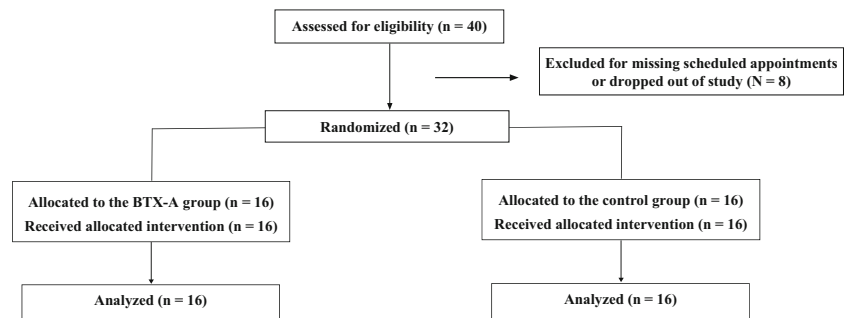 Assessed for eligibility (n = 40)
Excluded for missing scheduled appointments
or dropped out of study (N = 8)
Randomized (n = 32)
Allocated to the BTX-A group (n = 16)
Received allocated intervention (n = 16)
Allocated to the control group (n = 16)
Received allocated intervention (n = 16)
Analyzed (n = 16)
Analyzed (n = 16)